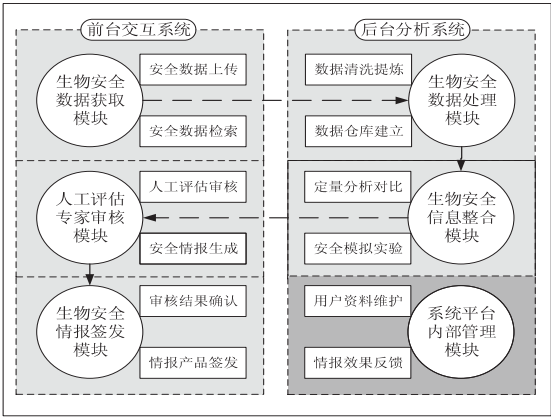 前台交互系统
后台分析系统
生物安全
数据获取
模块
安全数据上传
安全数据检索
数据清洗提炼
数据仓库建立
生物安全
数据处理
模块
人工评估
专家审核
模块
人工评估审核
安全情报生成
定量分析对比
安全模拟实验
生物安全
信息整合
模块
生物安全
情报签发
模块
审核结果确认
情报产品签发
用户资料维护
情报效果反馈
系统平台
内部管理
模块